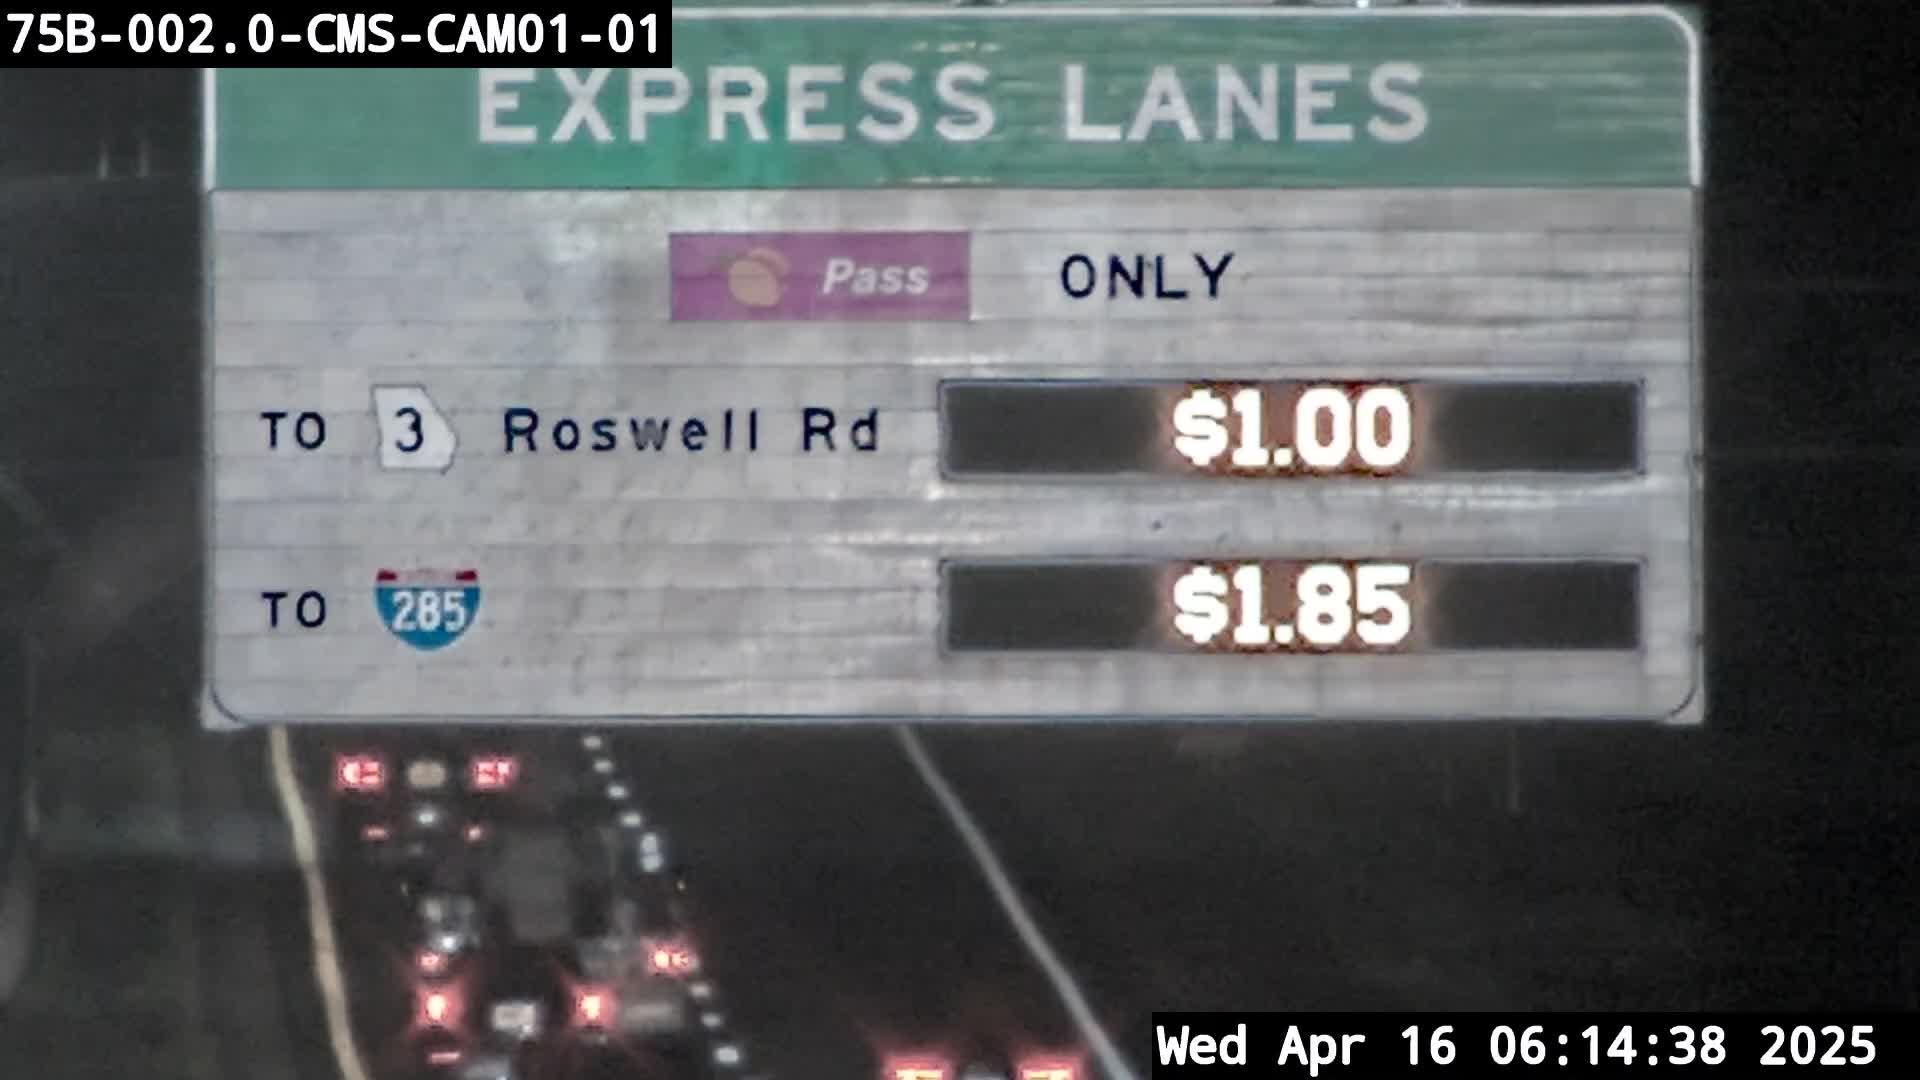 75B-002.0-CMS-CAM01-01
EXPRESS LANES
Pass ONLY
TO 3 Roswell Rd $1.00
TO 285 $1.85
Wed Apr 16 06:14:38 2025